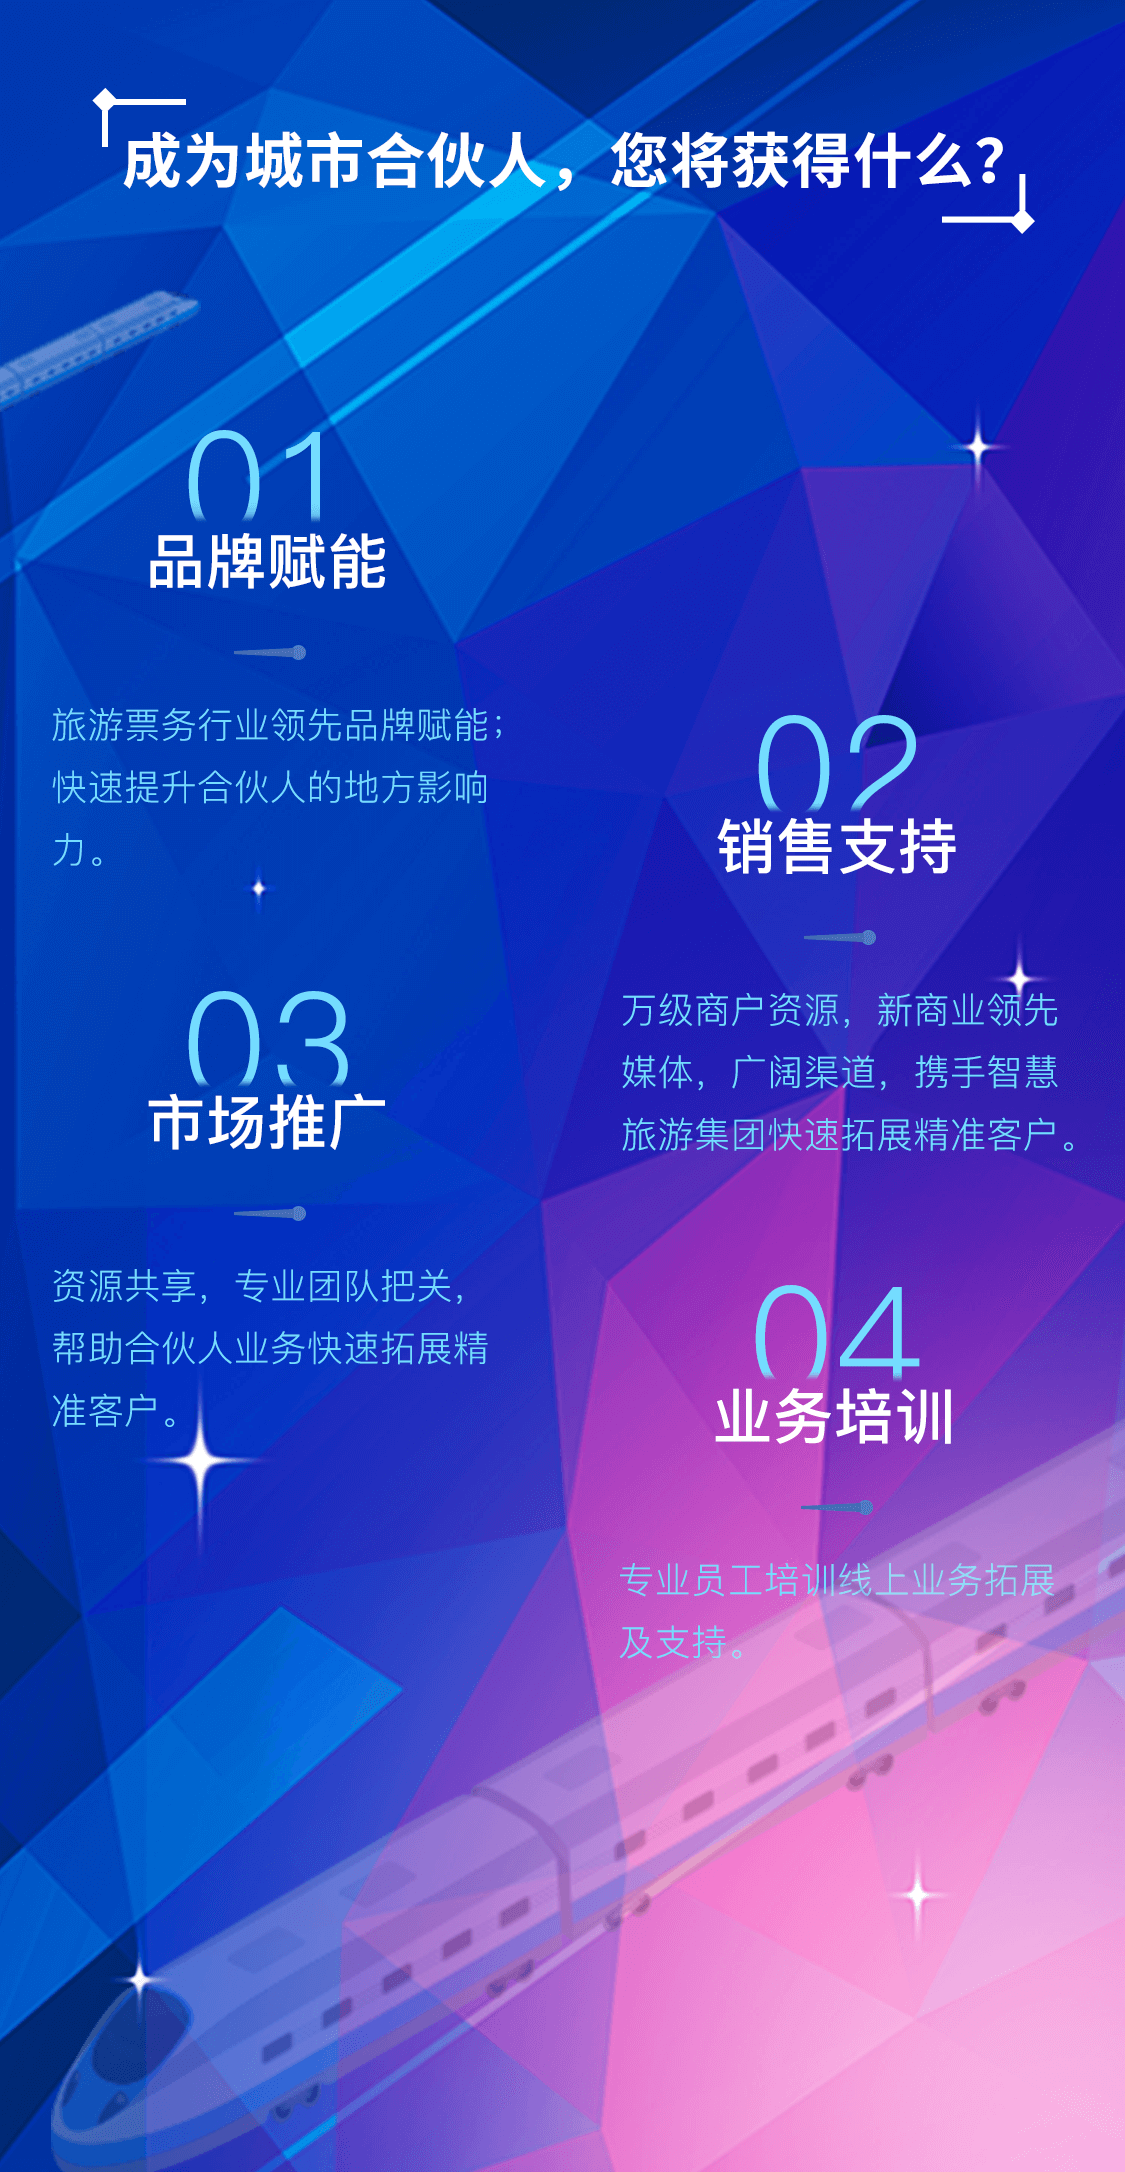 成为城市合伙人，您将获得什么？
01
品牌赋能
旅游票务行业领先品牌赋能；
快速提升合伙人的地方影响
力。
02
销售支持
万级商户资源，新商业领先
媒体，广阔渠道，携手智慧
旅游集团快速拓展精准客户。
03
市场推广
资源共享，专业团队把关，
帮助合伙人业务快速拓展精
准客户。
04
业务培训
专业员工培训线上业务拓展
及支持。